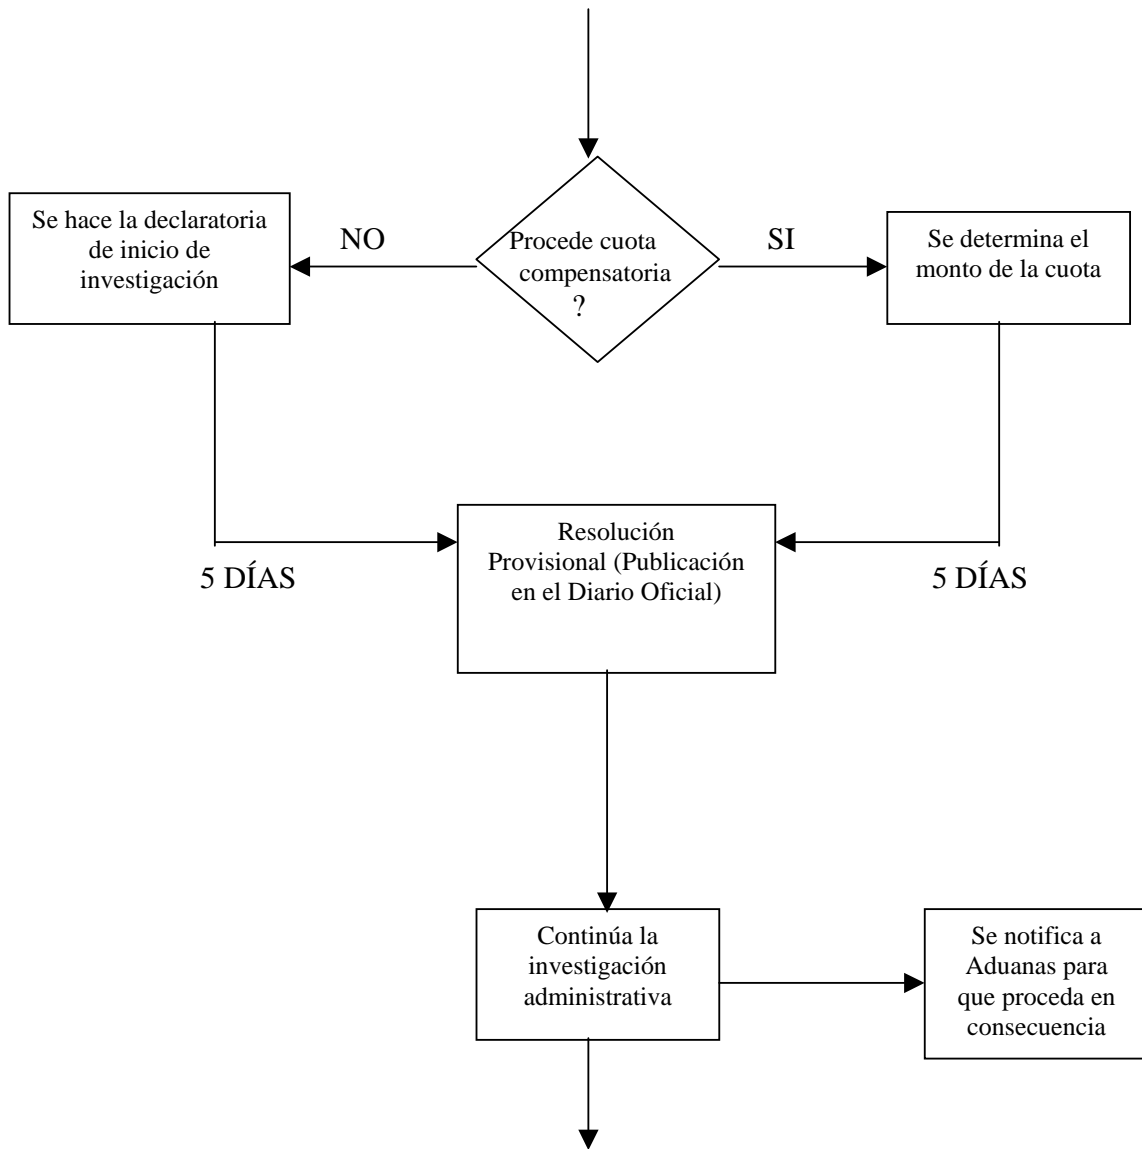 Se hace la declaratoria
de inicio de
investigación
NO
Procede cuota
compensatoria
?
SI
Se determina el
monto de la cuota
Resolución
Provisional (Publicación
en el Diario Oficial)
5 DÍAS
5 DÍAS
Continúa la
investigación
administrativa
Se notifica a
Aduanas para
que proceda en
consecuencia